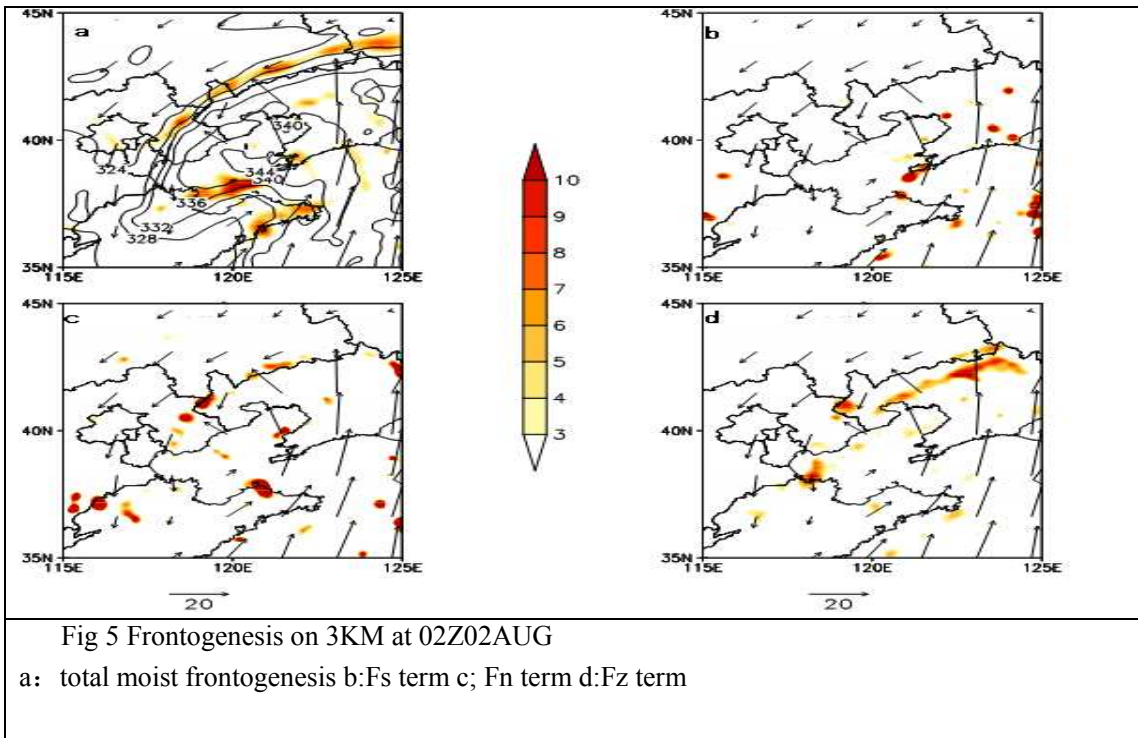 45N
a
40N
35N
115E 120E 125E
324
340
344
340
336
332
328
45N
b
40N
35N
115E 120E 125E
10
9
8
7
6
5
4
3
45N
c
40N
35N
115E 120E 125E
20
45N
d
40N
35N
115E 120E 125E
20
Fig 5 Frontogenesis on 3KM at 02Z02AUG
a: total moist frontogenesis b:Fs term c; Fn term d:Fz term